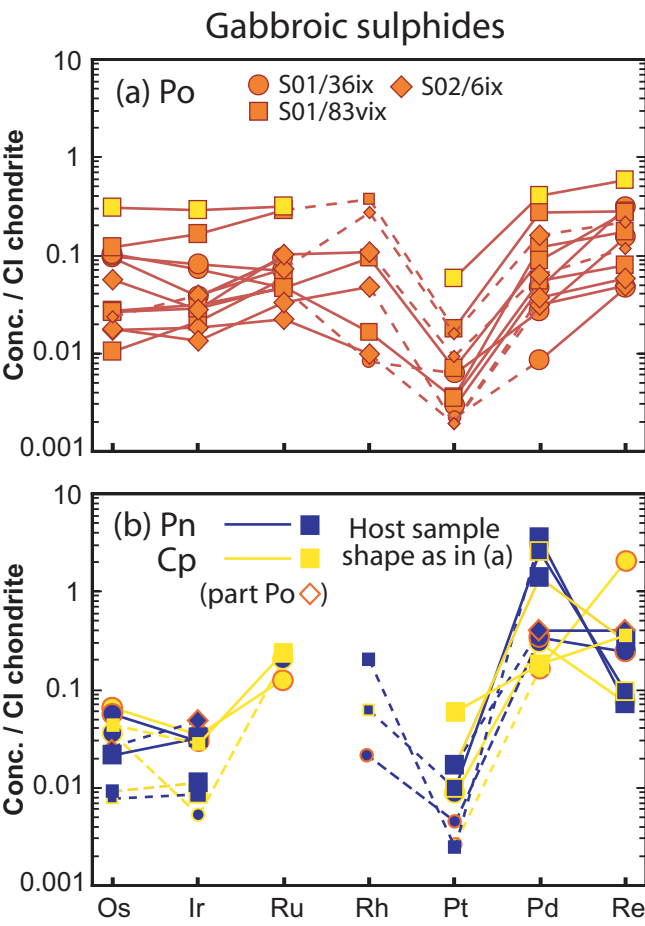 Gabbroic sulphides
10
(a) Po
S01/36ix
S02/6ix
S01/83vix
1
0.1
0.01
0.001
Conc. / CI chondrite
10
(b) Pn
Cp
(part Po ◇)
Host sample
shape as in (a)
1
0.1
0.01
0.001
Conc. / CI chondrite
Os Ir Ru Rh Pt Pd Re